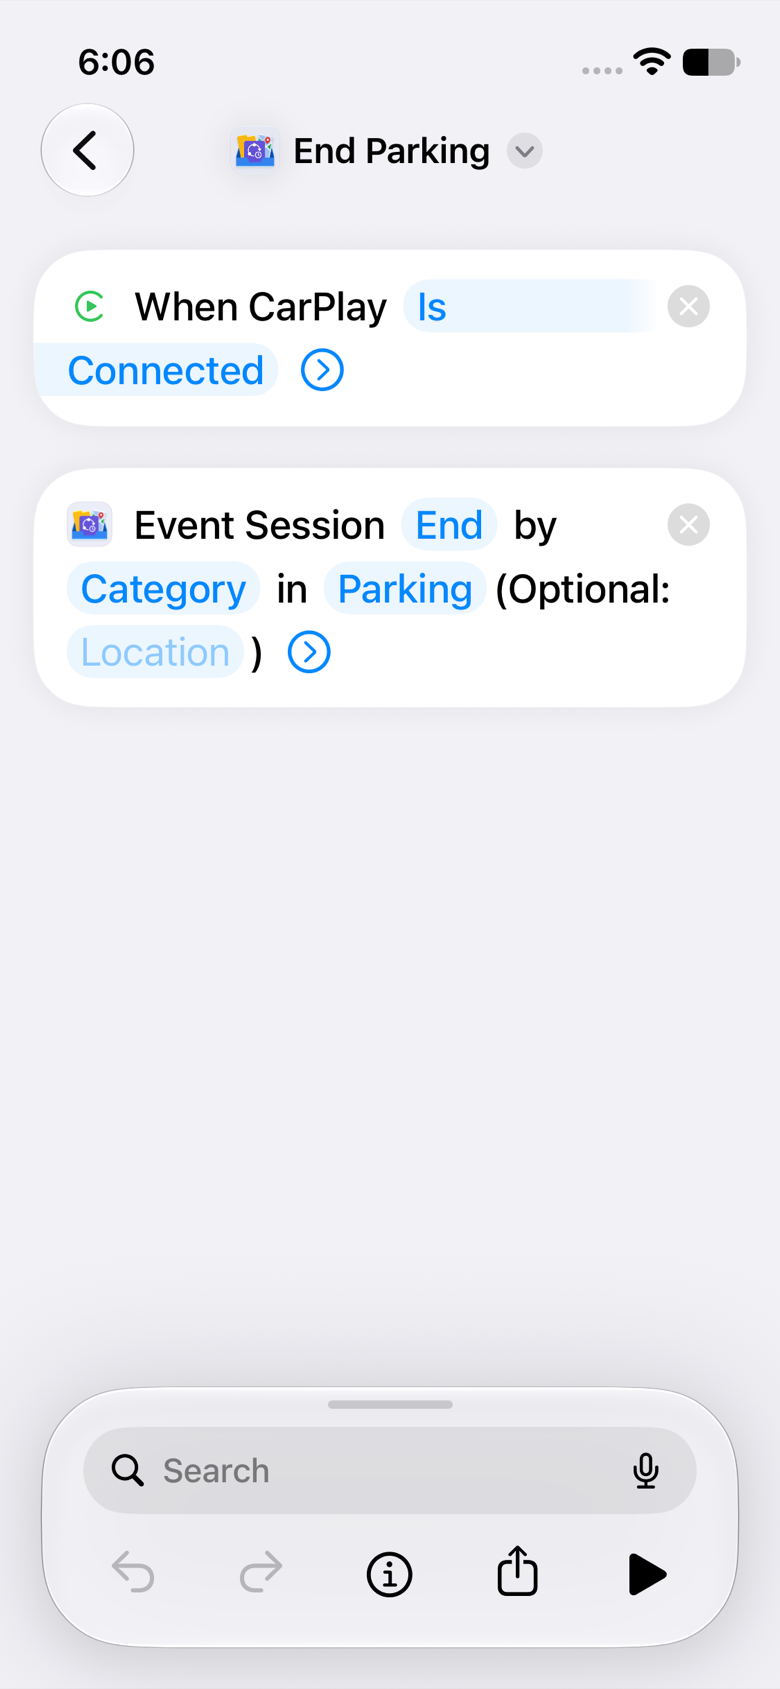 6:06
End Parking
When CarPlay Is
Connected
Event Session End by
Category in Parking (Optional:
Location )
Search